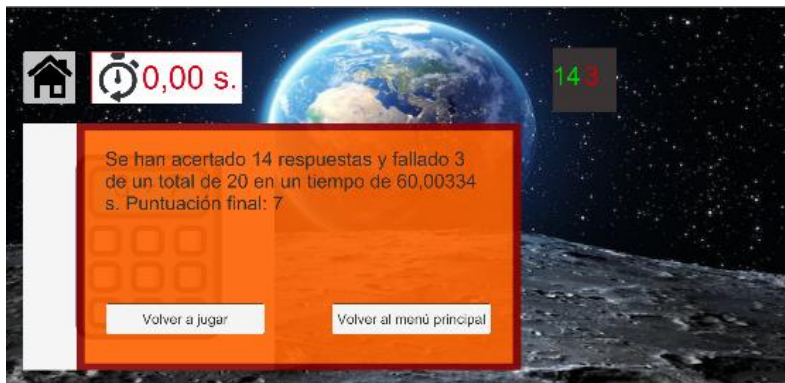 0,00 s.
14 3
Se han acertado 14 respuestas y fallado 3
de un total de 20 en un tiempo de 60,00334
s. Puntuación final: 7
Volver a jugar
Volver al menú principal